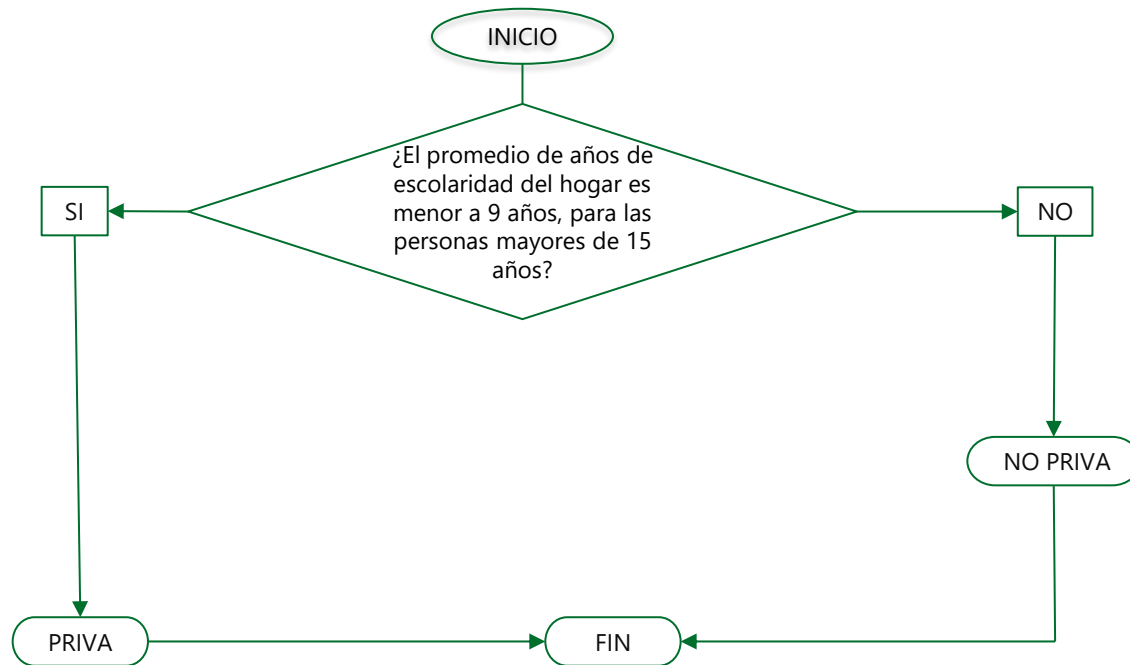 INICIO
¿El promedio de años de
escolaridad del hogar es
menor a 9 años, para las
personas mayores de 15
años?
SI
NO
NO PRIVA
PRIVA
FIN